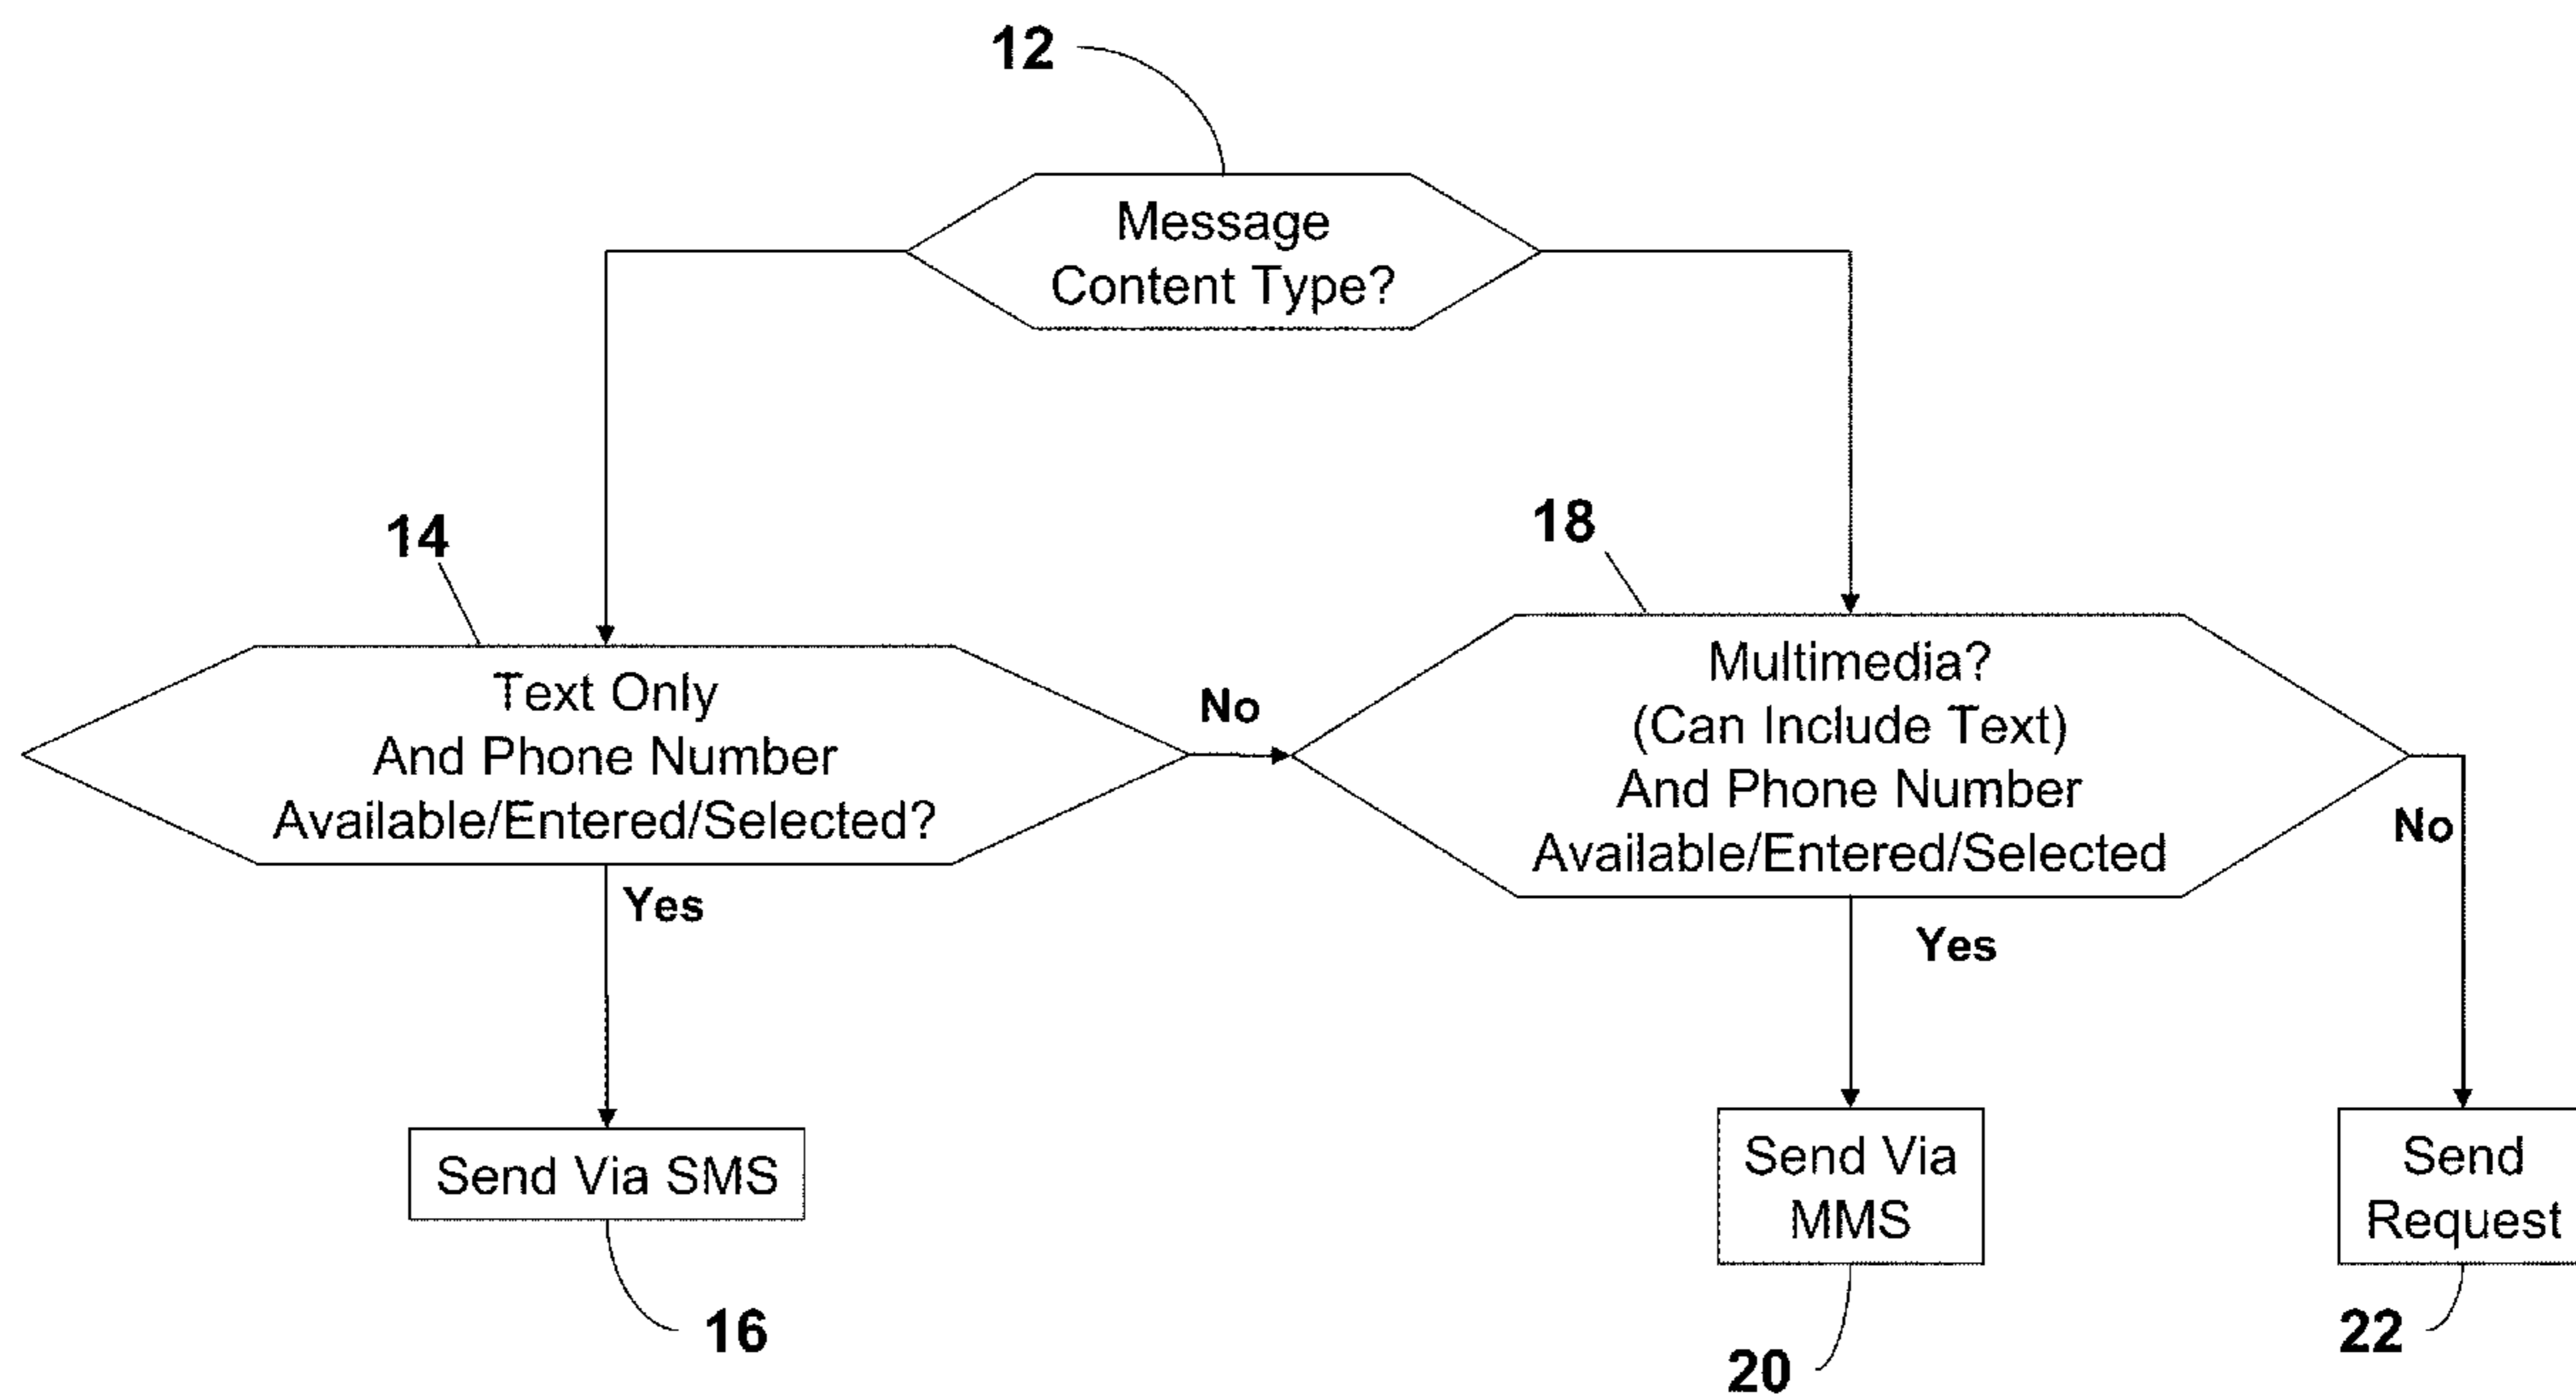 12
Message
Content Type?
14
Text Only
And Phone Number
Available/Entered/Selected?
No
18
Multimedia?
(Can Include Text)
And Phone Number
Available/Entered/Selected
No
Yes
Yes
Send Via SMS
16
Send Via
MMS
20
Send
Request
22